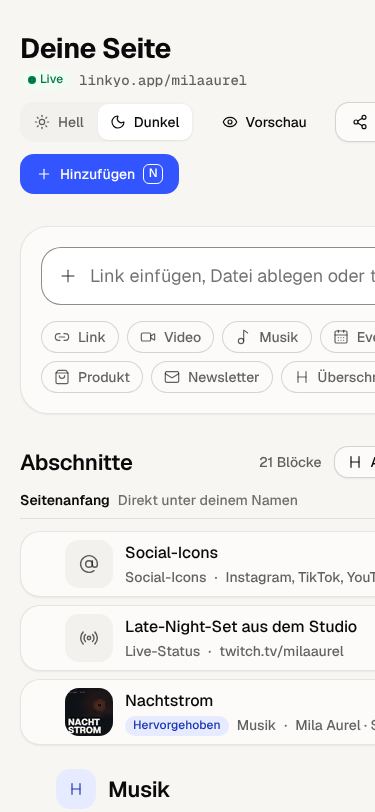 Deine Seite
Live linkyo.app/milaaurel
Hell Dunkel Vorschau
Hinzufügen N
Link einfügen, Datei ablegen oder t
Link Video Musik Eve
Produkt Newsletter H Überschr
Abschnitte 21 Blöcke H A
Seitenanfang Direkt unter deinem Namen
@ Social-Icons
Social-Icons · Instagram, TikTok, YouT
Late-Night-Set aus dem Studio
Live-Status · twitch.tv/milaaurel
NACHT
STROM
Nachtstrom
Hervorgehoben Musik · Mila Aurel · S
H Musik